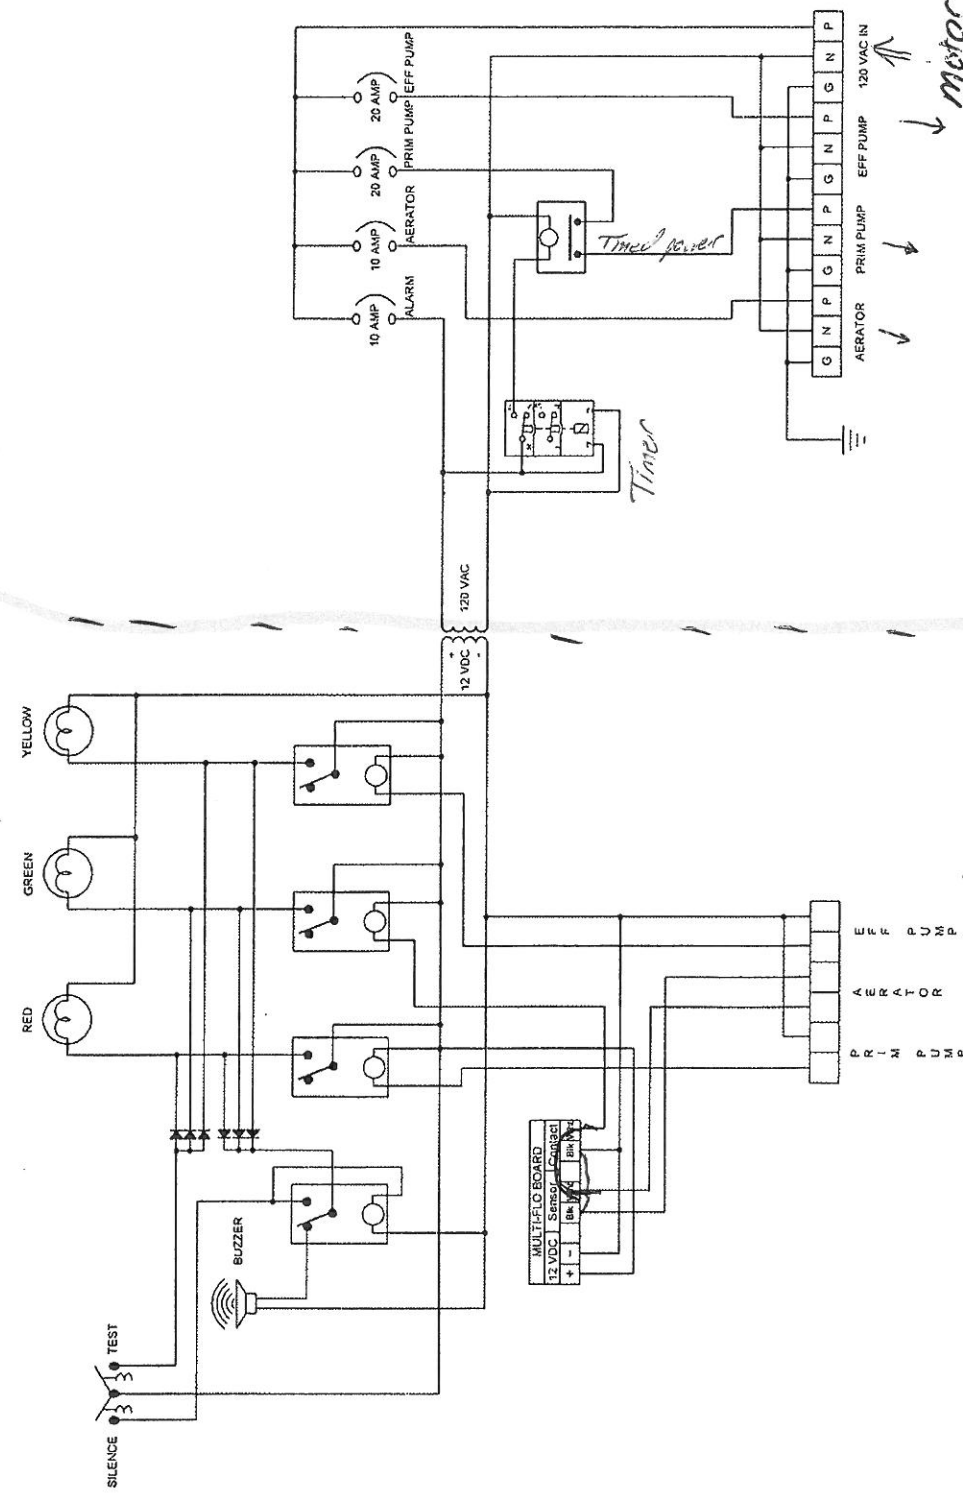 P
N
G
P
N
G
P
N
G
P
N
G
120 VAC IN
EFF PUMP
PRIM PUMP
AERATOR
20 AMP
EFF PUMP
20 AMP
PRIM PUMP
10 AMP
AERATOR
10 AMP
ALARM
Timed power
Timer
Motor
120 VAC
12 VDC
+
-
YELLOW
GREEN
RED
BUZZER
TEST
SILENCE
MULTI-FLO BOARD
12 VDC Sensor Contact
+ - Blk Blk
EFF PUMP
AERATOR
PRIM PUMP